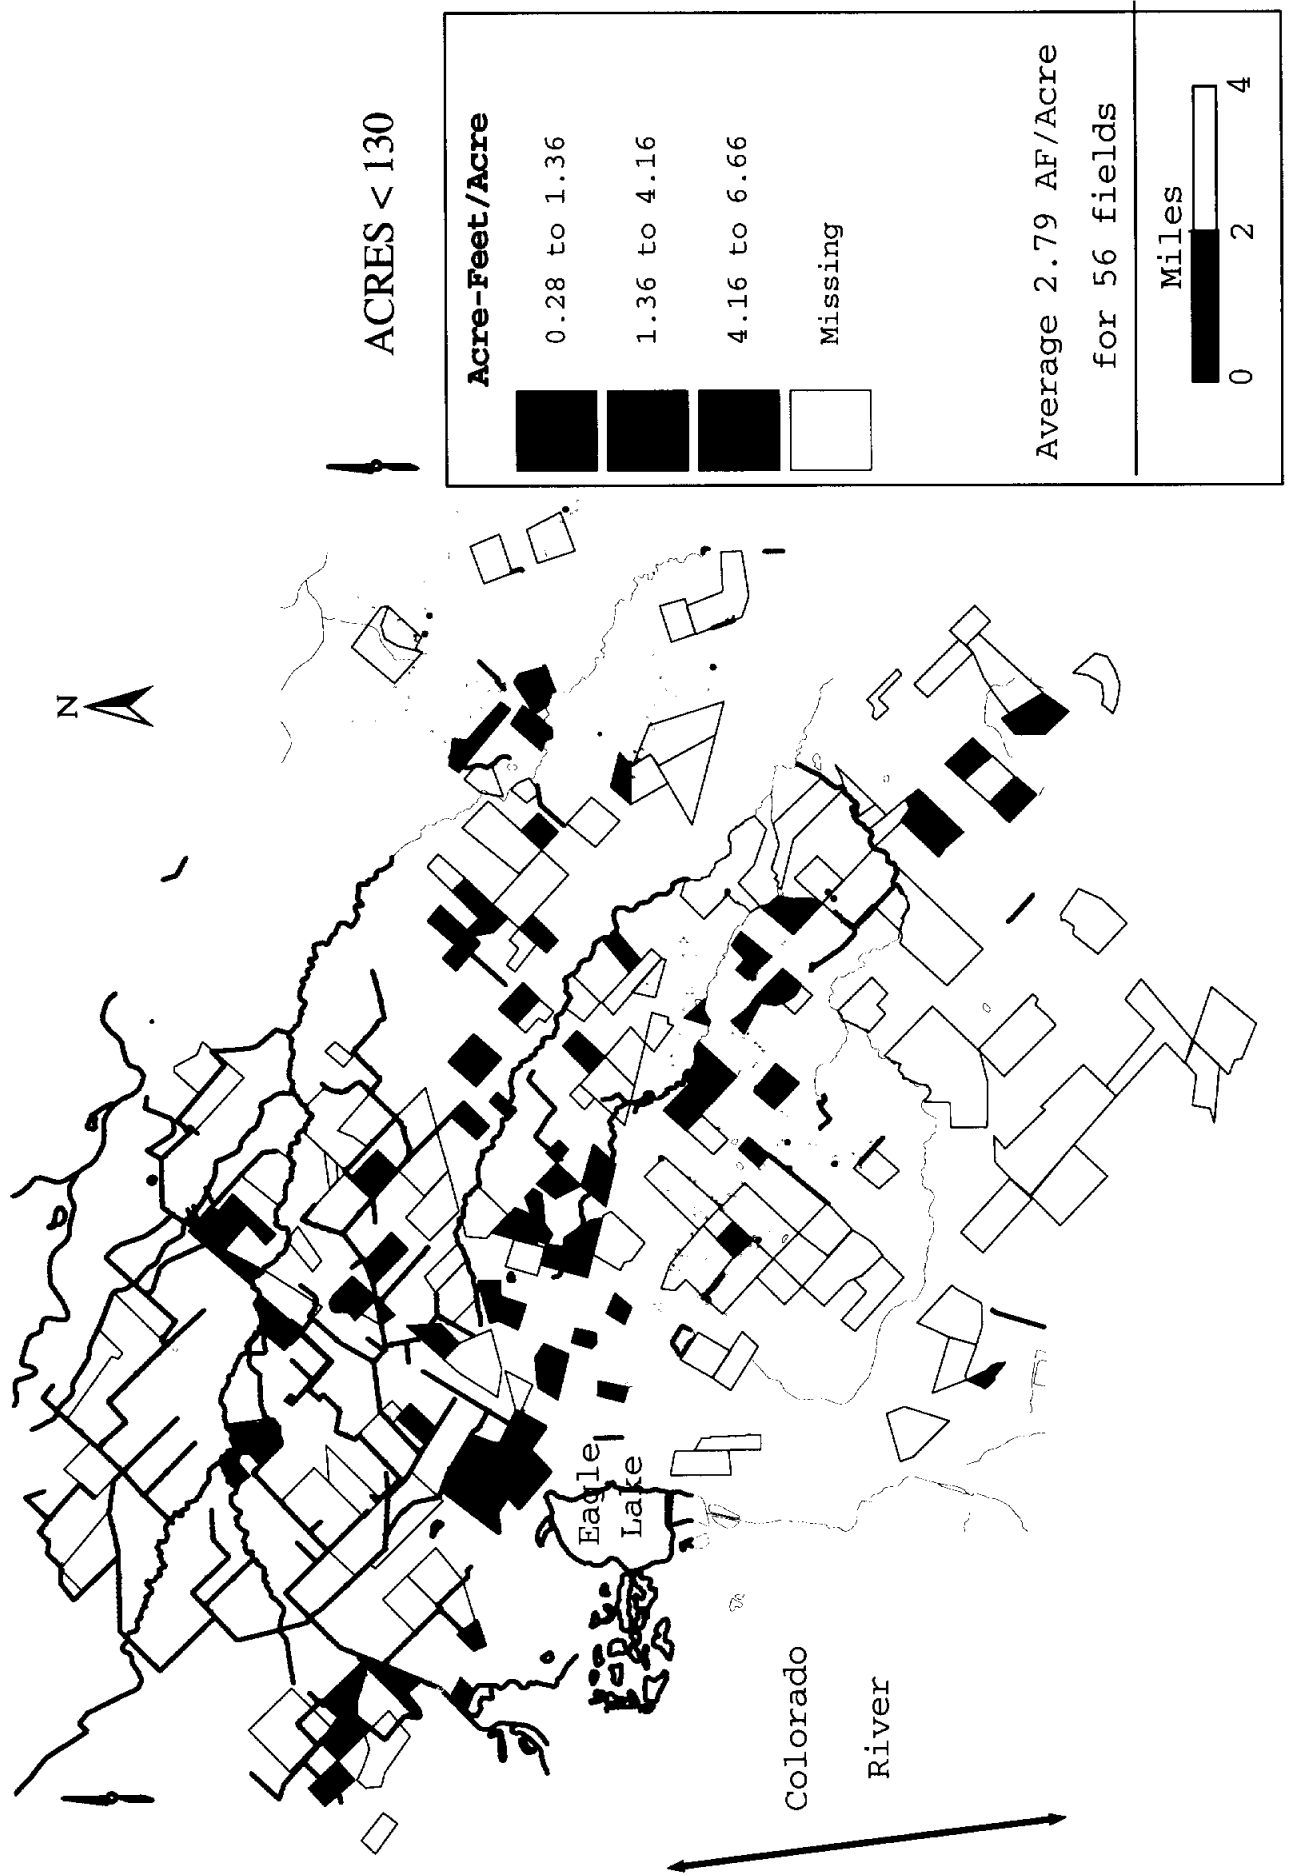 ACRES < 130
Acre-Feet/Acre
0.28 to 1.36
1.36 to 4.16
4.16 to 6.66
Missing
Average 2.79 AF/Acre
for 56 fields
Miles
0 2 4
N
Eagle
Lake
Colorado
River